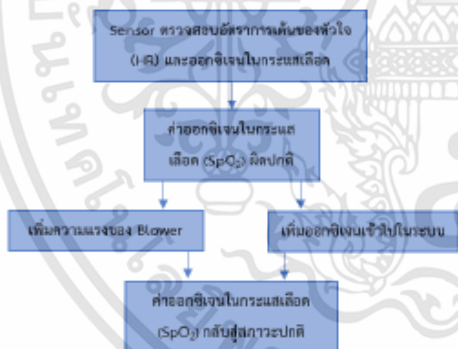 Sensor ตรวจสอบอัตราการเต้นของหัวใจ
(HR) และออกซิเจนในกระแสเลือด
ค่าออกซิเจนในกระแส
เลือด (SpO₂) ผิดปกติ
เพิ่มความแรงของ Blower
เพิ่มออกซิเจนเข้าไปในระบบ
ค่าออกซิเจนในกระแสเลือด
(SpO₂) กลับสู่สภาวะปกติ